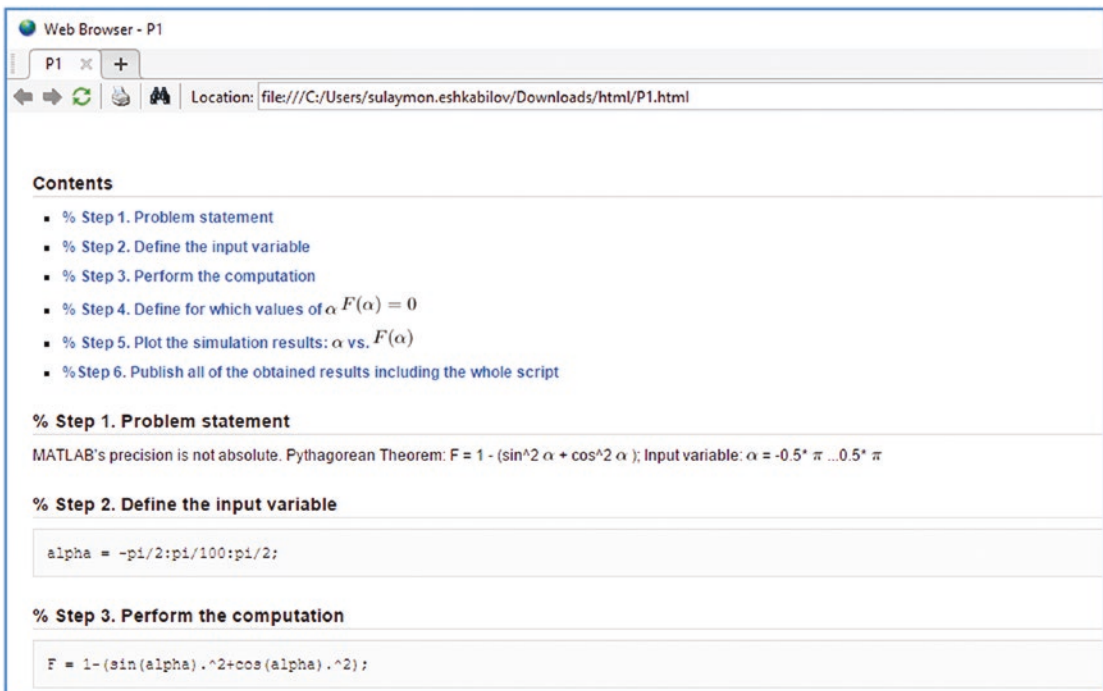 Web Browser - P1
P1
Location: file:///C:/Users/sulaymon.eshkabilov/Downloads/html/P1.html
Contents
% Step 1. Problem statement
% Step 2. Define the input variable
% Step 3. Perform the computation
% Step 4. Define for which values of α F(α) = 0
% Step 5. Plot the simulation results: α vs. F(α)
%Step 6. Publish all of the obtained results including the whole script
% Step 1. Problem statement
MATLAB's precision is not absolute. Pythagorean Theorem: F = 1 - (sin^2 α + cos^2 α ); Input variable: α = -0.5* π ...0.5* π
% Step 2. Define the input variable
alpha = -pi/2:pi/100:pi/2;
% Step 3. Perform the computation
F = 1-(sin(alpha).^2+cos(alpha).^2);